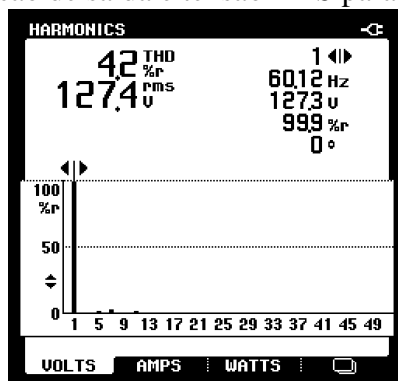 HARMONICS
4.2 THD %r
127.4 rms V
1
60.12 Hz
127.3 V
99.9 %r
0 °
100
%r
50
0
1 5 9 13 17 21 25 29 33 37 41 45 49
VOLTS AMPS WATTS